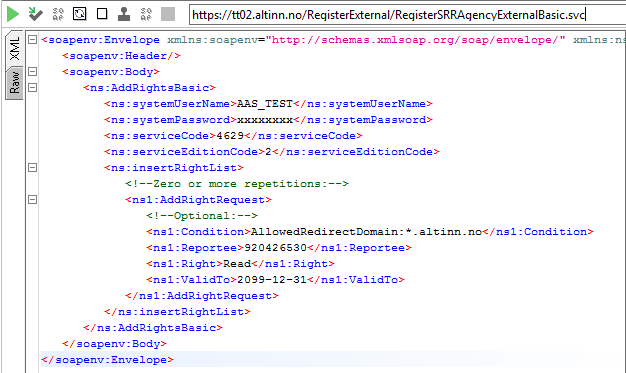 https://tt02.altinn.no/RegisterExternal/RegisterSRRAgencyExternalBasic.svc
XML
Raw
<soapenv:Envelope xmlns:soapenv="http://schemas.xmlsoap.org/soap/envelope/" xmlns:ns
<soapenv:Header/>
<soapenv:Body>
<ns:AddRightsBasic>
<ns:systemUserName>AAS_TEST</ns:systemUserName>
<ns:systemPassword>xxxxxxxx</ns:systemPassword>
<ns:serviceCode>4629</ns:serviceCode>
<ns:serviceEditionCode>2</ns:serviceEditionCode>
<ns:insertRightList>
<!--Zero or more repetitions:-->
<ns1:AddRightRequest>
<!--Optional:-->
<ns1:Condition>AllowedRedirectDomain:*.altinn.no</ns1:Condition>
<ns1:Reportee>920426530</ns1:Reportee>
<ns1:Right>Read</ns1:Right>
<ns1:ValidTo>2099-12-31</ns1:ValidTo>
</ns1:AddRightRequest>
</ns:insertRightList>
</ns:AddRightsBasic>
</soapenv:Body>
</soapenv:Envelope>